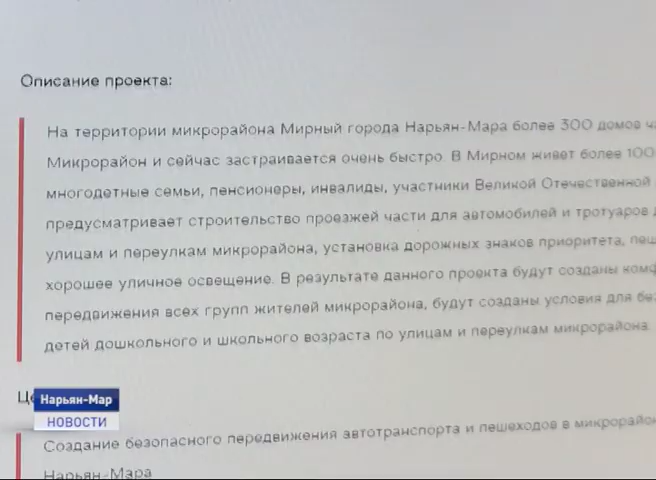 Описание проекта:
На территории микрорайона Мирный города Нарьян-Мара более 300 домов
Микрорайон и сейчас застраивается очень быстро. В Мирном живет более 100
многодетные семьи, пенсионеры, инвалиды, участники Великой Отечественной
предусматривает строительство проезжей части для автомобилей и тротуаров
улицам и переулкам микрорайона, установка дорожных знаков приоритета,
хорошее уличное освещение. В результате данного проекта будут созданы
передвижения всех групп жителей микрорайона, будут созданы условия для
детей дошкольного и школьного возраста по улицам и переулкам микрорайона.
Нарьян-Мар
НОВОСТИ
Создание безопасного передвижения автотранспорта и пешеходов в
Нарьян-Мара